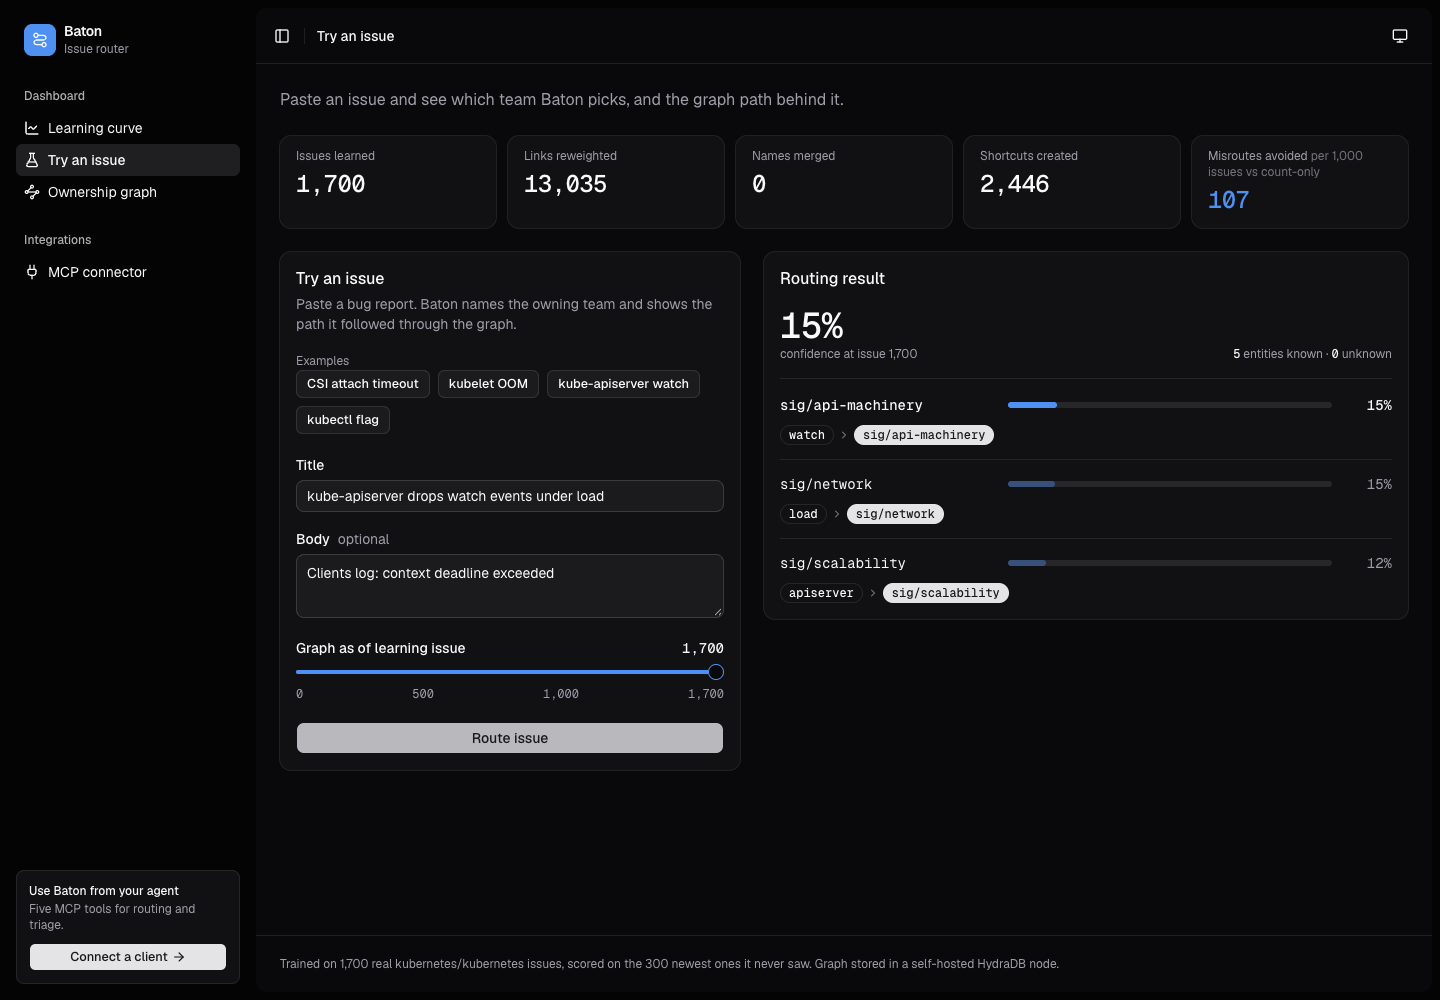 Baton
Issue router
Dashboard
Learning curve
Try an issue
Ownership graph
Integrations
MCP connector
Use Baton from your agent
Five MCP tools for routing and
triage.
Connect a client →
Try an issue
Paste an issue and see which team Baton picks, and the graph path behind it.
Issues learned
1,700
Links reweighted
13,035
Names merged
0
Shortcuts created
2,446
Misroutes avoided per 1,000
issues vs count-only
107
Try an issue
Paste a bug report. Baton names the owning team and shows the
path it followed through the graph.
Examples
CSI attach timeout
kubelet OOM
kube-apiserver watch
kubectl flag
Title
kube-apiserver drops watch events under load
Body optional
Clients log: context deadline exceeded
Graph as of learning issue 1,700
0 500 1,000 1,700
Route issue
Routing result
15%
confidence at issue 1,700
5 entities known · 0 unknown
sig/api-machinery 15%
watch > sig/api-machinery
sig/network 15%
load > sig/network
sig/scalability 12%
apiserver > sig/scalability
Trained on 1,700 real kubernetes/kubernetes issues, scored on the 300 newest ones it never saw. Graph stored in a self-hosted HydraDB node.